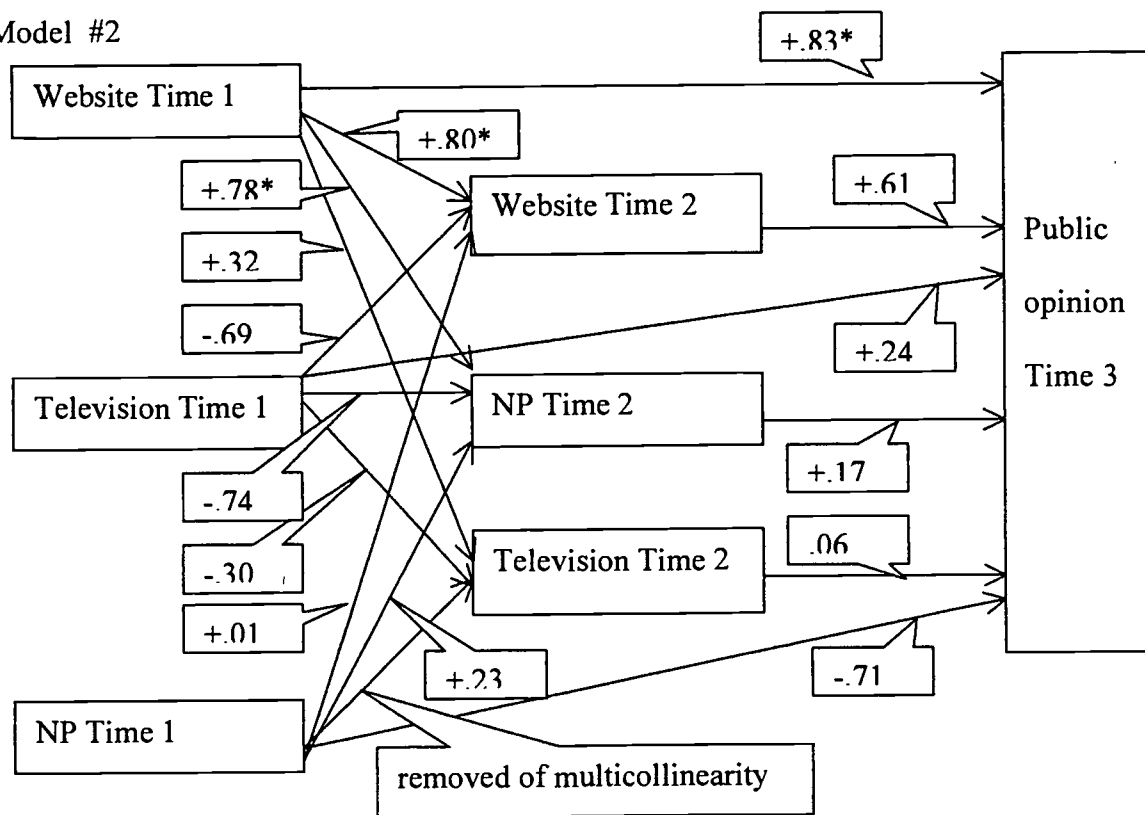 Model #2
+.83*
Website Time 1
+.80*
+.78*
Website Time 2
+.61
Public
opinion
Time 3
+.32
-.69
+.24
Television Time 1
NP Time 2
+.17
-.74
-.30
Television Time 2
.06
+.01
+.23
-.71
NP Time 1
removed of multicollinearity